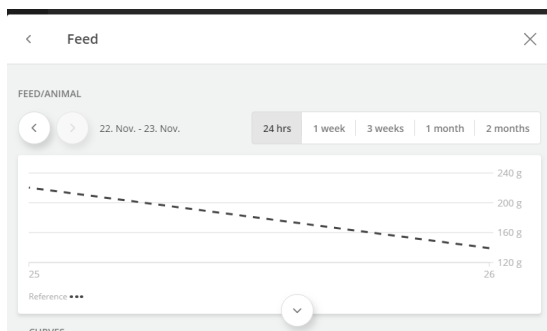 Feed
FEED/ANIMAL
22. Nov. - 23. Nov.
24 hrs 1 week 3 weeks 1 month 2 months
240 g
200 g
160 g
120 g
25 26
Reference
CURVES